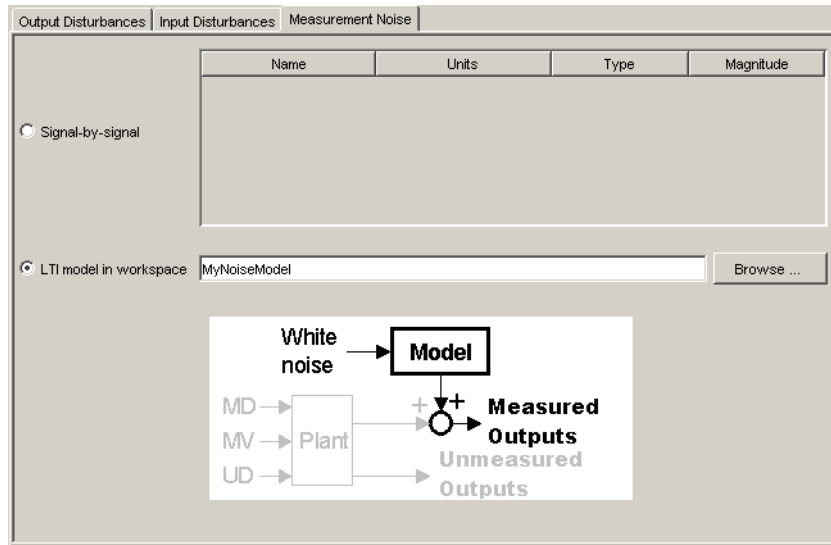 Output Disturbances Input Disturbances Measurement Noise
Name Units Type Magnitude
Signal-by-signal
LTI model in workspace MyNoiseModel Browse ...
White
noise
Model
MD
MV
UD
Plant
+ +
Measured
Outputs
Unmeasured
Outputs